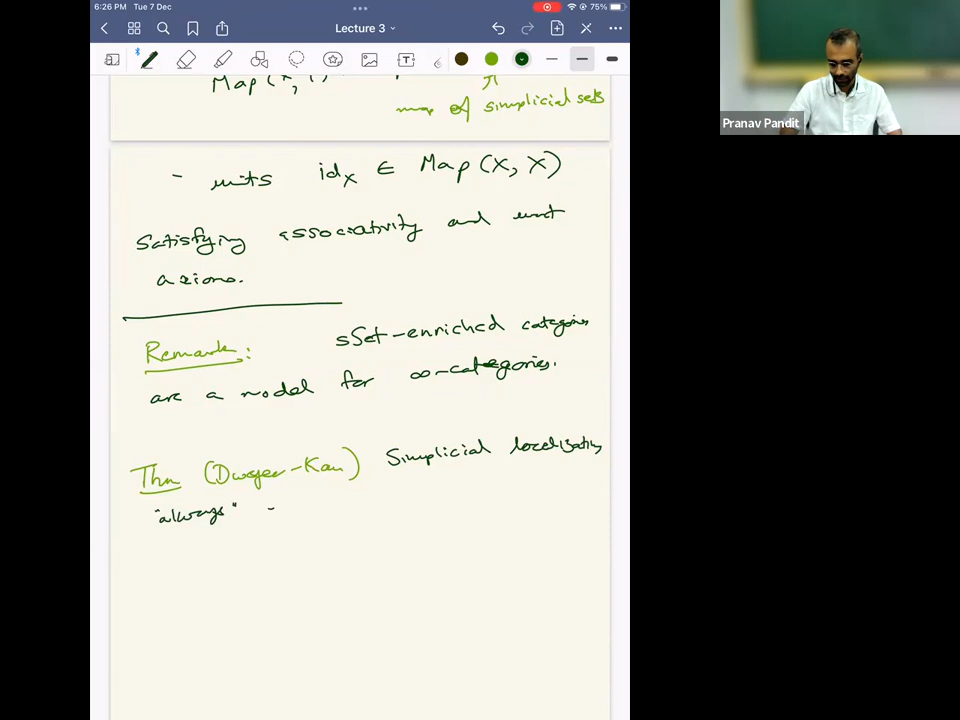 6:26 PM Tue 7 Dec
75%
Lecture 3
Map(X,
map of simplicial sets
- units id_X ∈ Map(X, X)
Satisfying associativity and unit
axioms.
Remark: sSet-enriched categories
are a model for ∞-categories.
Thm (Dwyer-Kan) Simplicial localization
"always"
Pranav Pandit